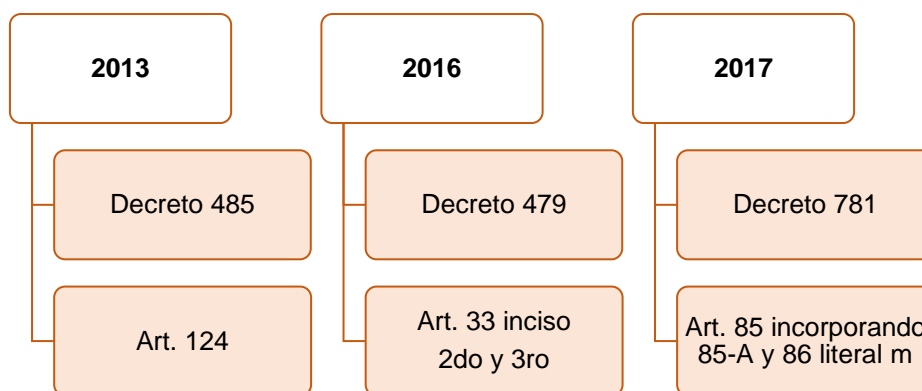 2013
Decreto 485
Art. 124
2016
Decreto 479
Art. 33 inciso
2do y 3ro
2017
Decreto 781
Art. 85 incorporando
85-A y 86 literal m